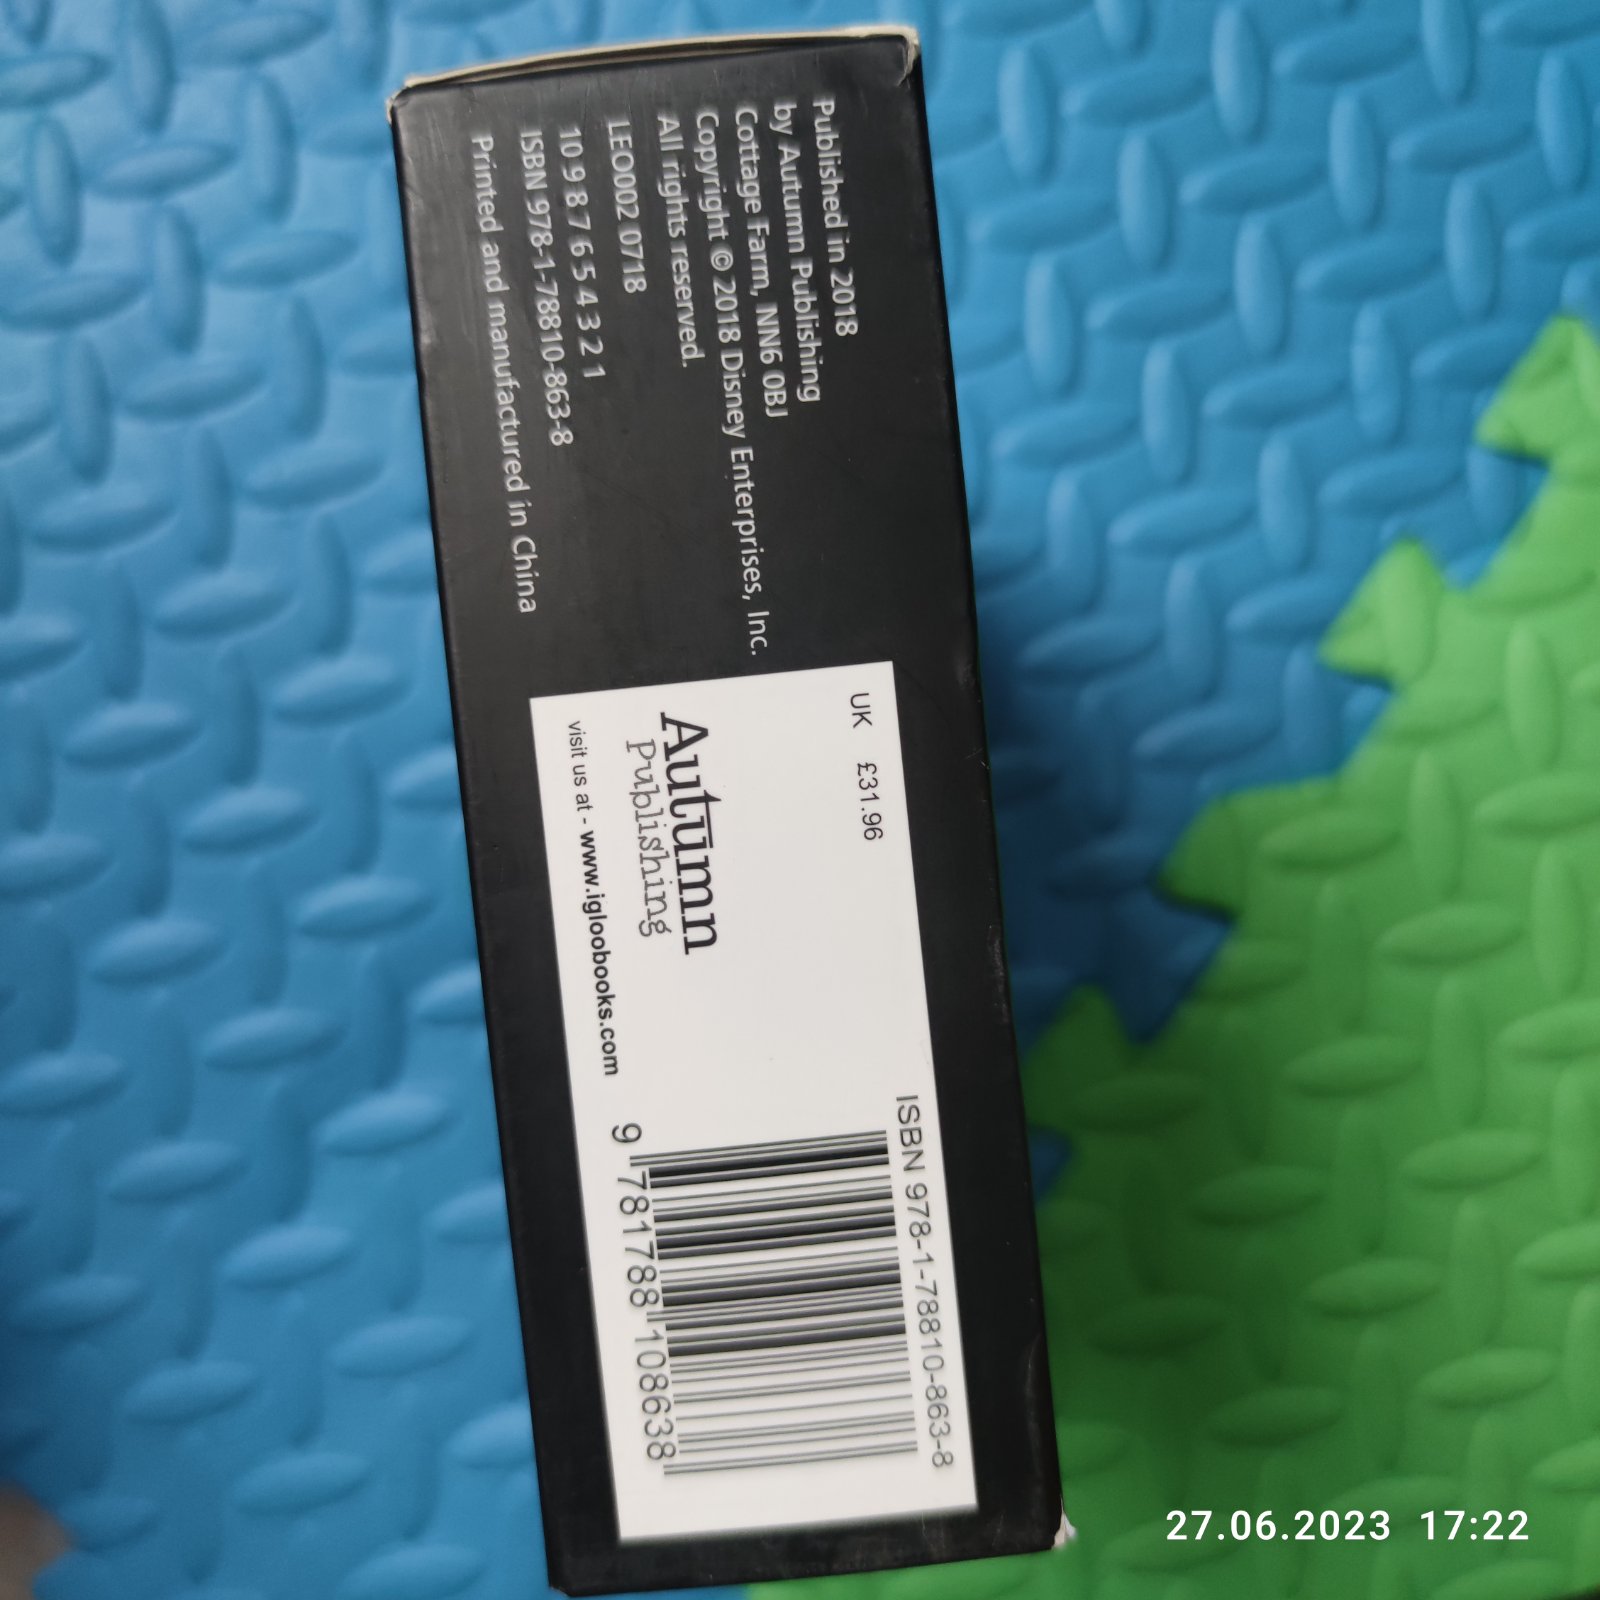 Published in 2018
by Autumn Publishing
Cottage Farm, NN6 0BJ
Copyright © 2018 Disney Enterprises, Inc.
All rights reserved.
LEO002 0718
10 9 8 7 6 5 4 3 2 1
ISBN 978-1-78810-863-8
Printed and manufactured in China
UK £31.96
Autumn
Publishing
visit us at - www.igloobooks.com
ISBN 978-1-78810-863-8
9 781788 108638
27.06.2023 17:22